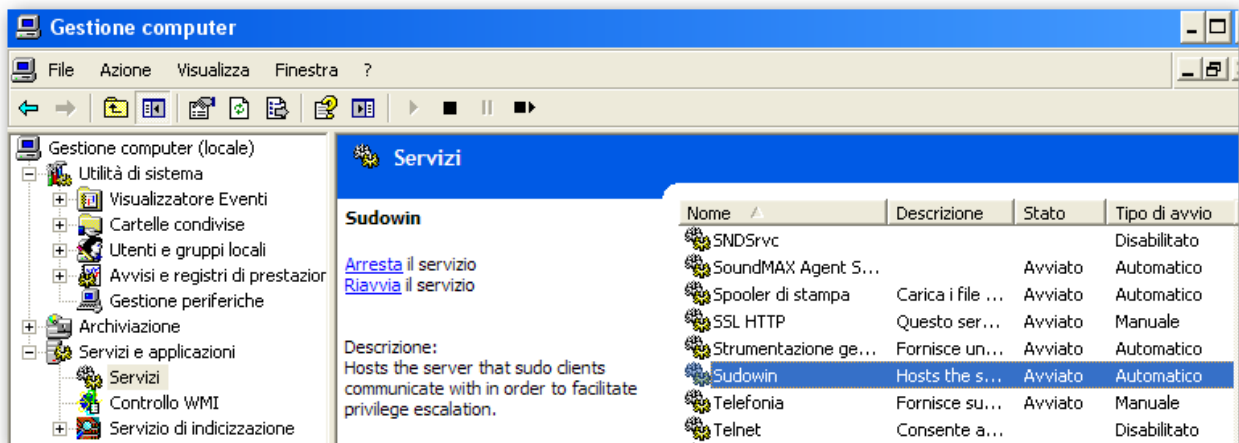 Gestione computer
File Azione Visualizza Finestra ?
Gestione computer (locale)
Utilità di sistema
Visualizzatore Eventi
Cartelle condivise
Utenti e gruppi locali
Avvisi e registri di prestazior
Gestione periferiche
Archiviazione
Servizi e applicazioni
Servizi
Controllo WMI
Servizio di indicizzazione
Servizi
Sudowin
Arresta il servizio
Riavvia il servizio
Descrizione:
Hosts the server that sudo clients
communicate with in order to facilitate
privilege escalation.
Nome Descrizione Stato Tipo di avvio
SNDSrvc Disabilitato
SoundMAX Agent S... Avviato Automatico
Spooler di stampa Carica i file ... Avviato Automatico
SSL HTTP Questo ser... Avviato Manuale
Strumentazione ge... Fornisce un... Avviato Automatico
Sudowin Hosts the s... Avviato Automatico
Telefonia Fornisce su... Avviato Manuale
Telnet Consente a... Disabilitato